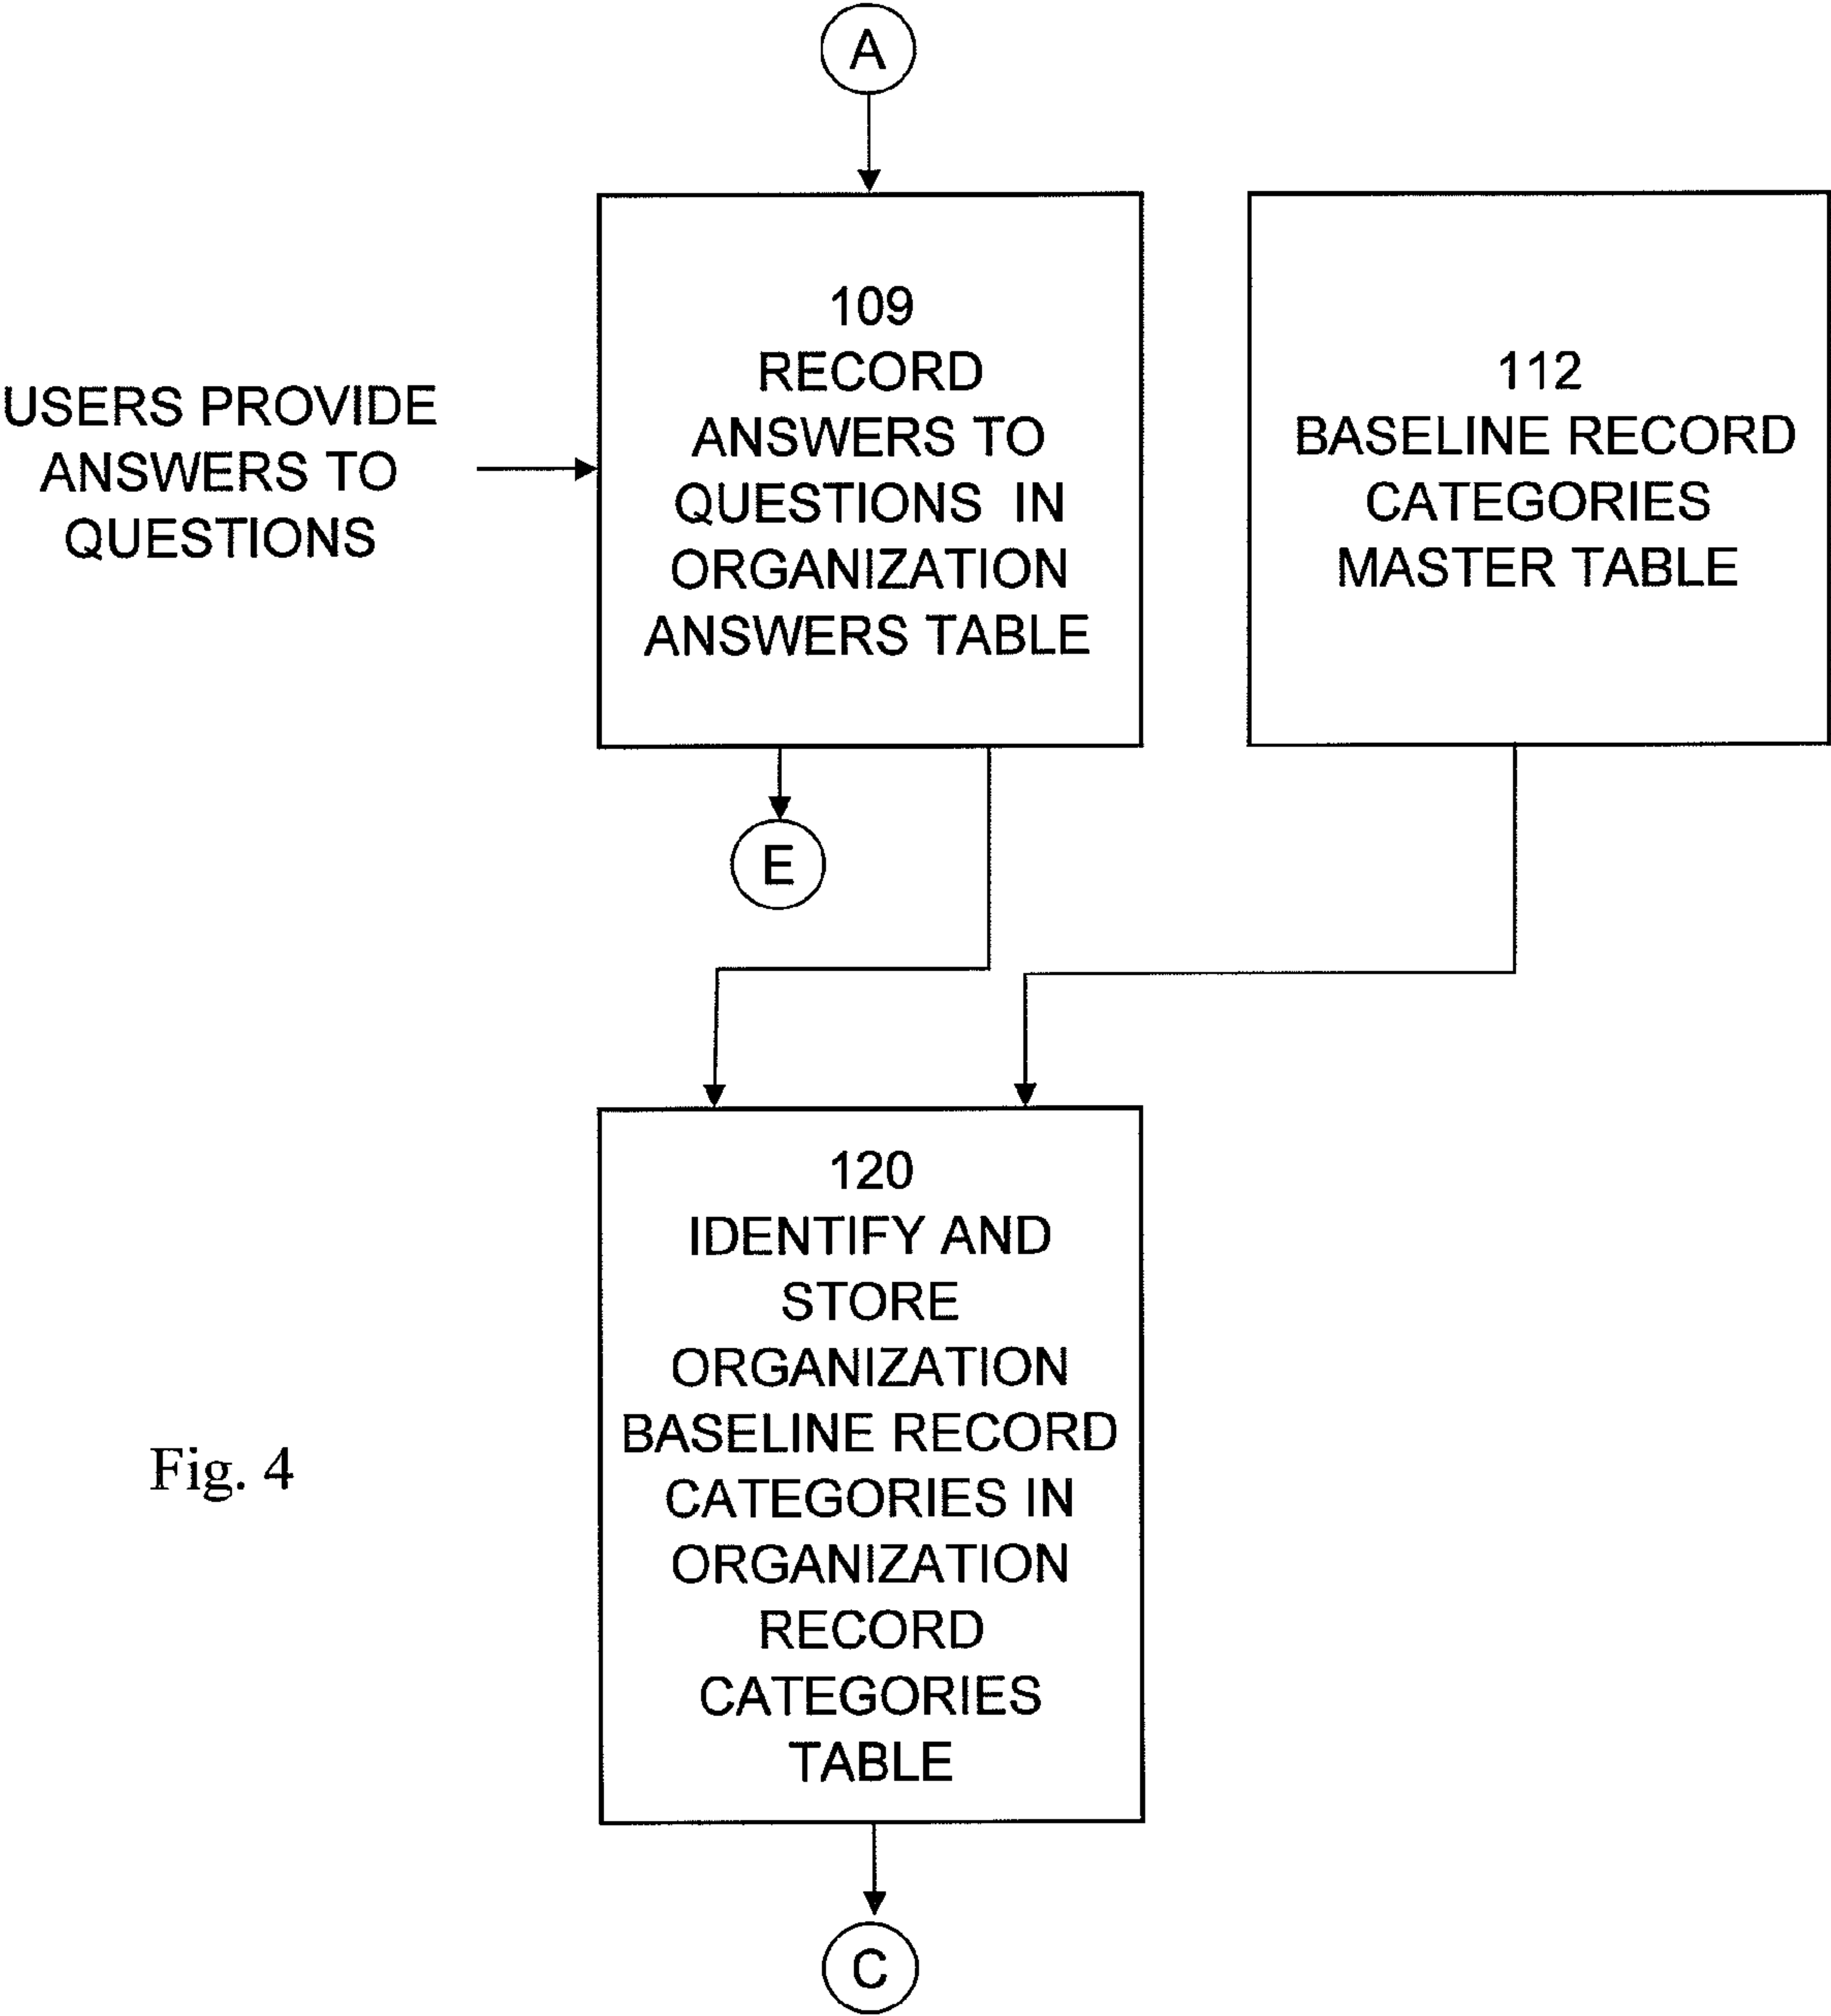 A
USERS PROVIDE
ANSWERS TO
QUESTIONS
109
RECORD
ANSWERS TO
QUESTIONS IN
ORGANIZATION
ANSWERS TABLE
112
BASELINE RECORD
CATEGORIES
MASTER TABLE
E
120
IDENTIFY AND
STORE
ORGANIZATION
BASELINE RECORD
CATEGORIES IN
ORGANIZATION
RECORD
CATEGORIES
TABLE
Fig. 4
C